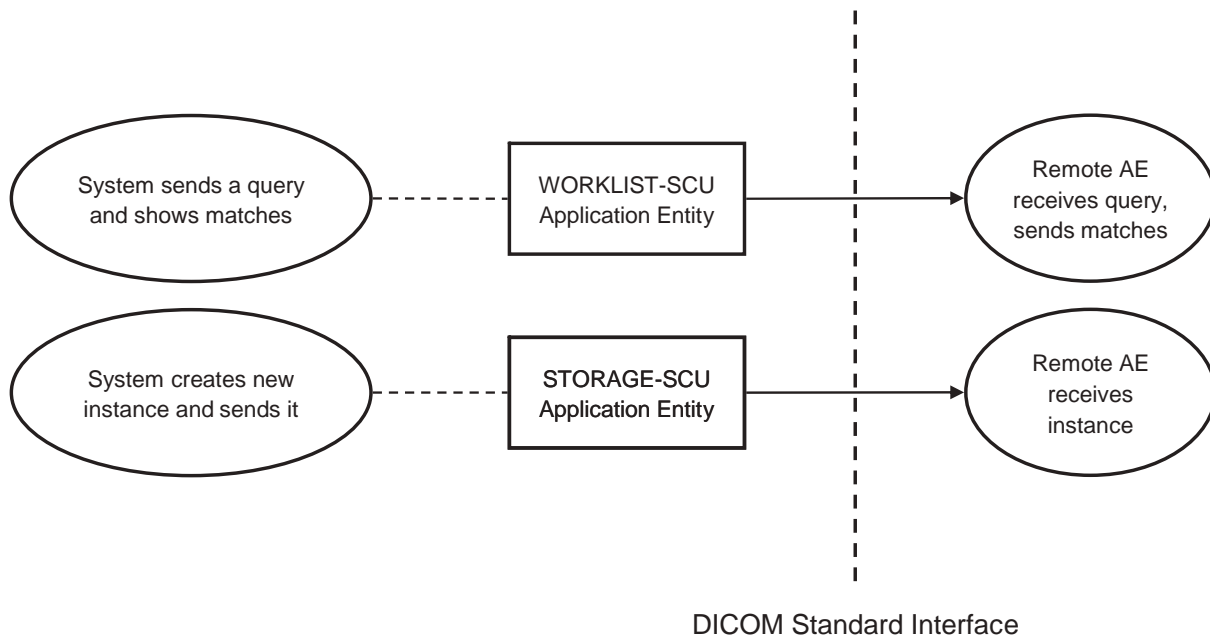 System sends a query
and shows matches
WORKLIST-SCU
Application Entity
Remote AE
receives query,
sends matches
System creates new
instance and sends it
STORAGE-SCU
Application Entity
Remote AE
receives
instance
DICOM Standard Interface